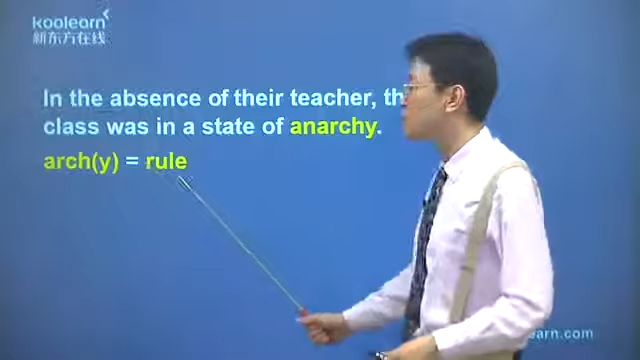 koolearn
新东方在线
In the absence of their teacher, th
class was in a state of anarchy.
arch(y) = rule
earn.com